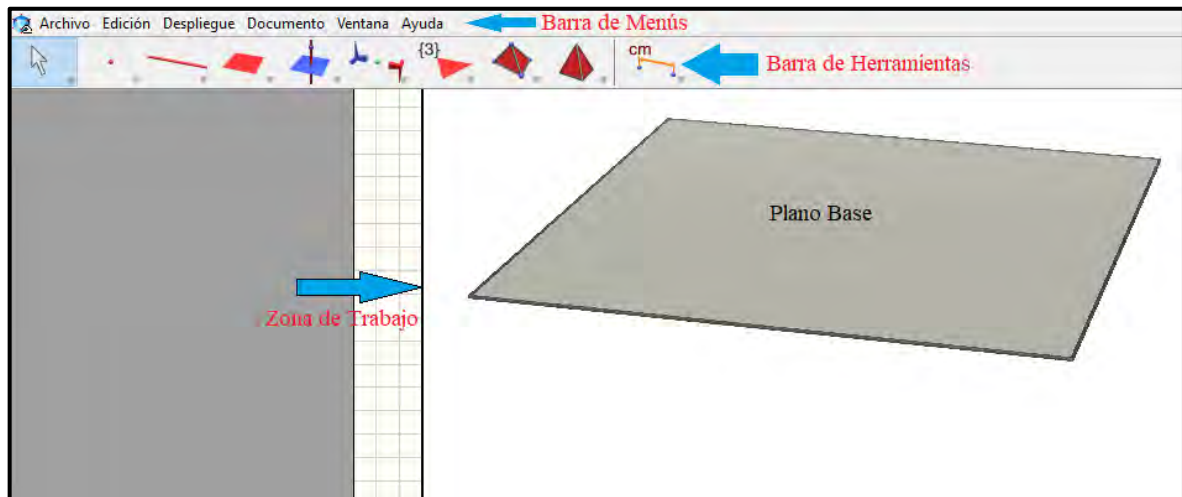 Archivo Edición Despliegue Documento Ventana Ayuda
Barra de Menús
{3}
cm
Barra de Herramientas
Plano Base
Zona de Trabajo